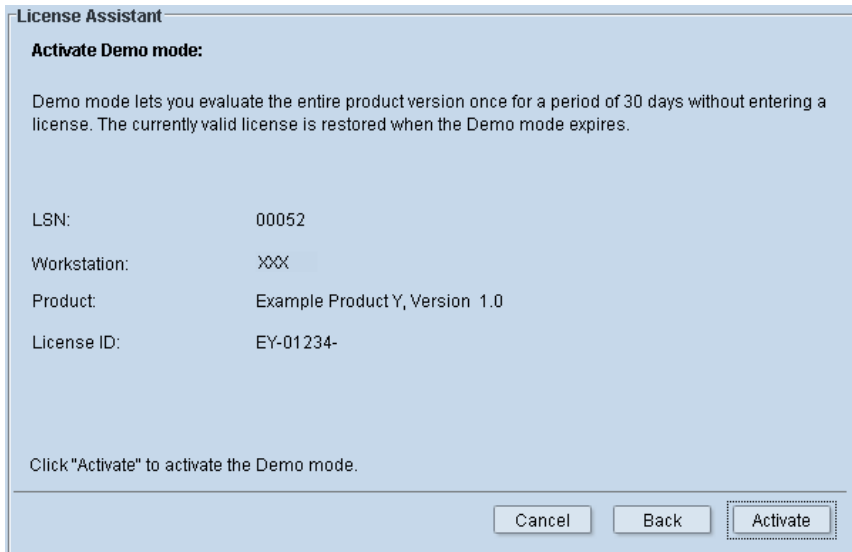 License Assistant
Activate Demo mode:
Demo mode lets you evaluate the entire product version once for a period of 30 days without entering a
license. The currently valid license is restored when the Demo mode expires.
LSN: 00052
Workstation: XXX
Product: Example Product Y, Version 1.0
License ID: EY-01234-
Click "Activate" to activate the Demo mode.
Cancel Back Activate